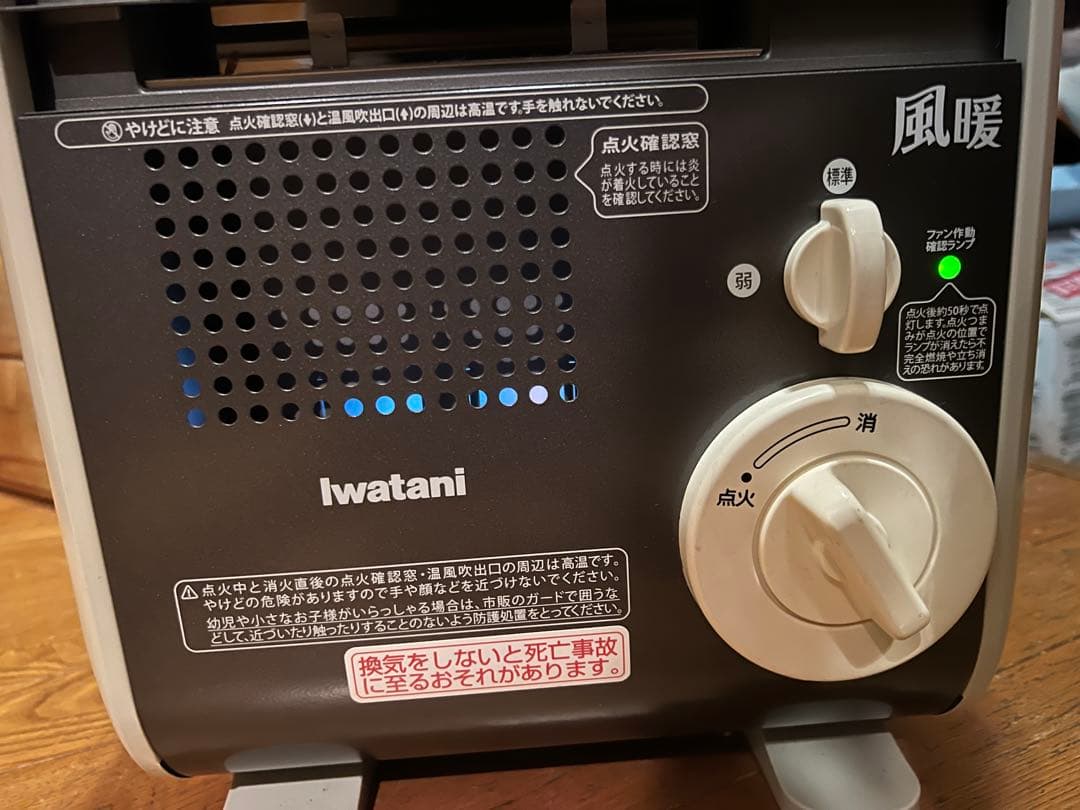 やけどに注意 点火確認窓(♦)と温風吹出口(♦)の周辺は高温です。手を触れないでください。
点火確認窓
点火する時には炎
が着火していること
を確認してください。
風暖
標準
弱
ファン作動
確認ランプ
点火後約50秒で点
灯します。点火つま
みが点火の位置で
ランプが消えたら不
完全燃焼や立ち消
えの恐れがあります。
消
点火
Iwatani
点火中と消火直後の点火確認窓・温風吹出口の周辺は高温です。
やけどの危険がありますので手や顔などを近づけないでください。
幼児や小さなお子様がいらっしゃる場合は、市販のガードで囲うな
どして、近づいたり触ったりすることのないよう防護処置をとってください。
換気をしないと死亡事故
に至るおそれがあります。